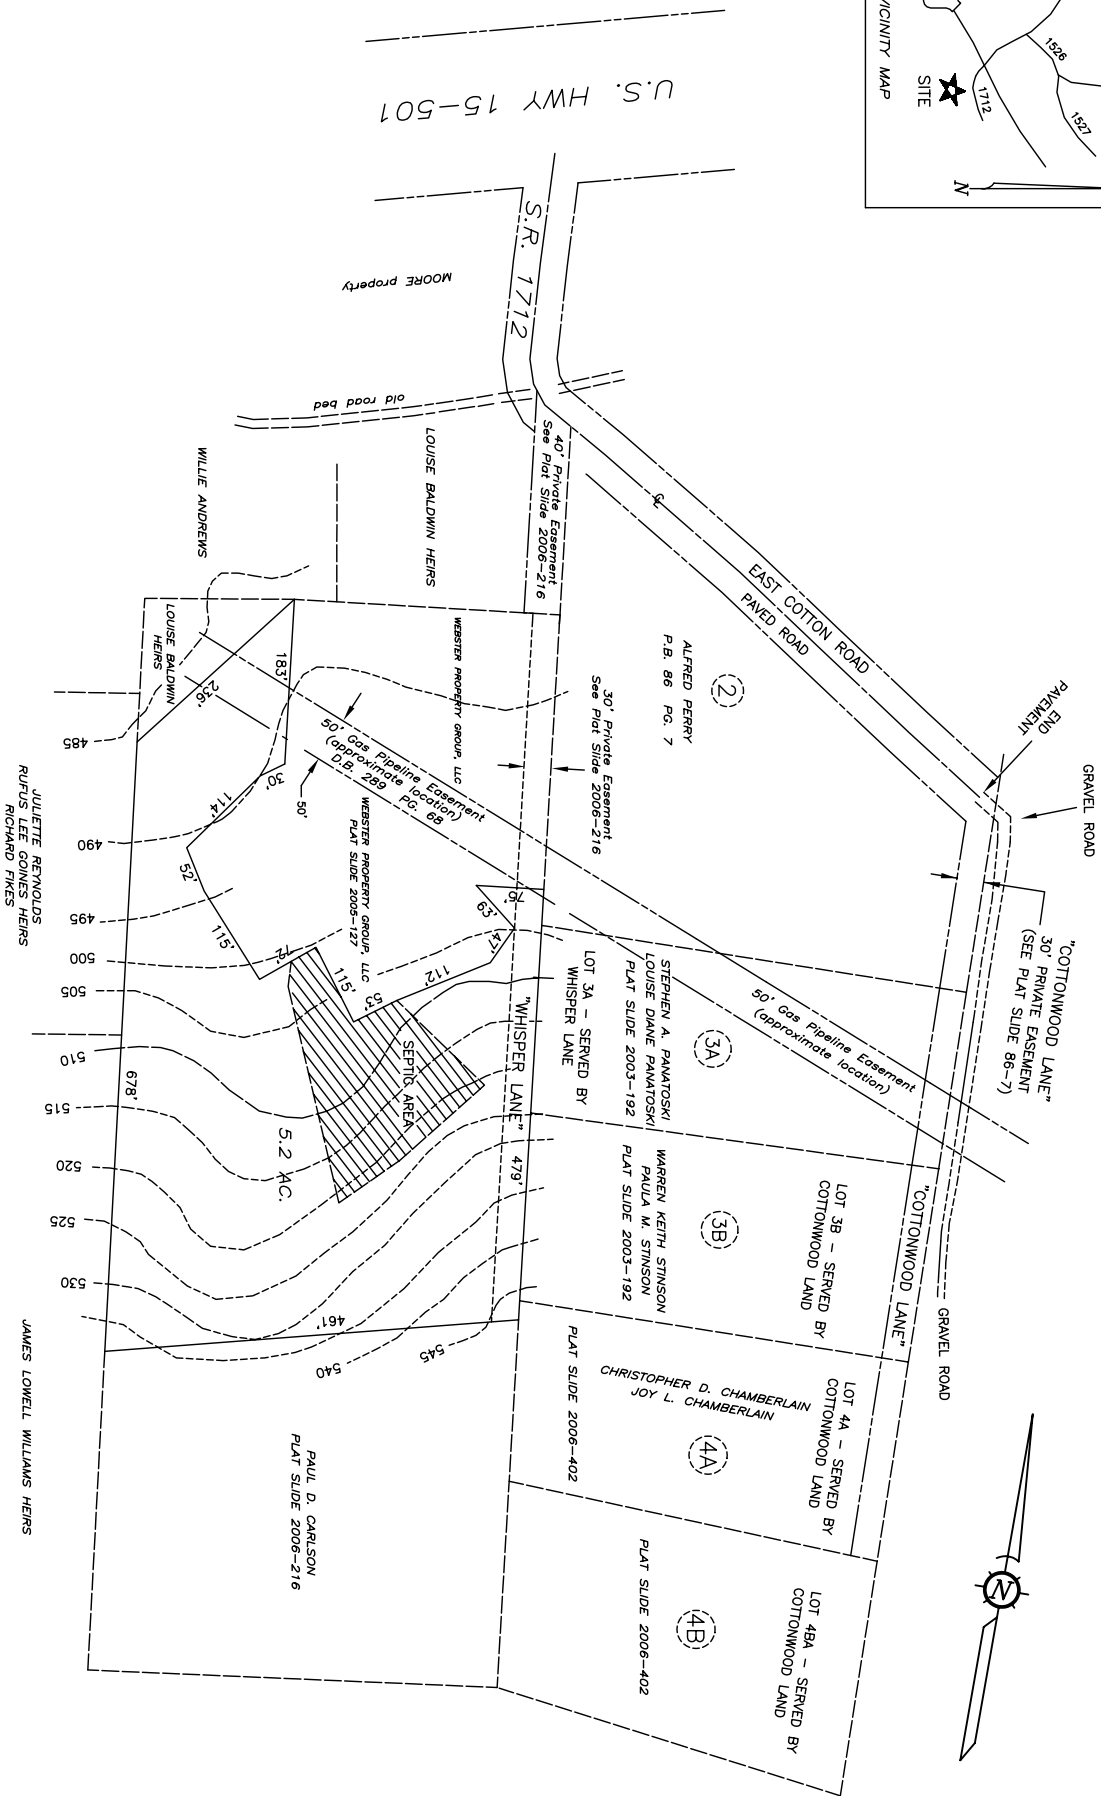 VICINITY MAP
SITE
1526
1527
1712
N
U.S. HWY 15-501
S.R. 1712
MOORE property
old road bed
40' Private Easement
See Plat Slide 2006-216
LOUISE BALDWIN HEIRS
WILLIE ANDREWS
EAST COTTON ROAD
PAVED ROAD
END
PAVEMENT
GRAVEL ROAD
"COTTONWOOD LANE"
30' PRIVATE EASEMENT
(SEE PLAT SLIDE 86-7)
2
ALFRED PERRY
P.B. 86 PG. 7
30' Private Easement
See Plat Slide 2006-216
WEBSTER PROPERTY GROUP, LLC
LOUISE BALDWIN
HEIRS
50' Gas Pipeline Easement
(approximate location)
D.B. 289 PG. 68
50'
WEBSTER PROPERTY GROUP, LLC
PLAT SLIDE 2005-127
183'
236'
30'
114'
52'
115'
72'
115'
53'
112'
47'
63'
75'
SEPTIC AREA
5.2 AC.
"WHISPER LANE"
479'
678'
461'
LOT 3A - SERVED BY
WHISPER LANE
STEPHEN A. PANATOSKI
LOUISE DIANE PANATOSKI
PLAT SLIDE 2003-192
3A
50' Gas Pipeline Easement
(approximate location)
"COTTONWOOD LANE"
GRAVEL ROAD
LOT 3B - SERVED BY
COTTONWOOD LAND
3B
WARREN KEITH STINSON
PAULA M. STINSON
PLAT SLIDE 2003-192
LOT 4A - SERVED BY
COTTONWOOD LAND
CHRISTOPHER D. CHAMBERLAIN
JOY L. CHAMBERLAIN
4A
PLAT SLIDE 2006-402
LOT 4BA - SERVED BY
COTTONWOOD LAND
4B
PLAT SLIDE 2006-402
N
PAUL D. CARLSON
PLAT SLIDE 2006-216
485
490
495
500
505
510
515
520
525
530
540
545
JULIETTE REYNOLDS
RUFUS LEE GOINES HEIRS
RICHARD FIKES
JAMES LOWELL WILLIAMS HEIRS